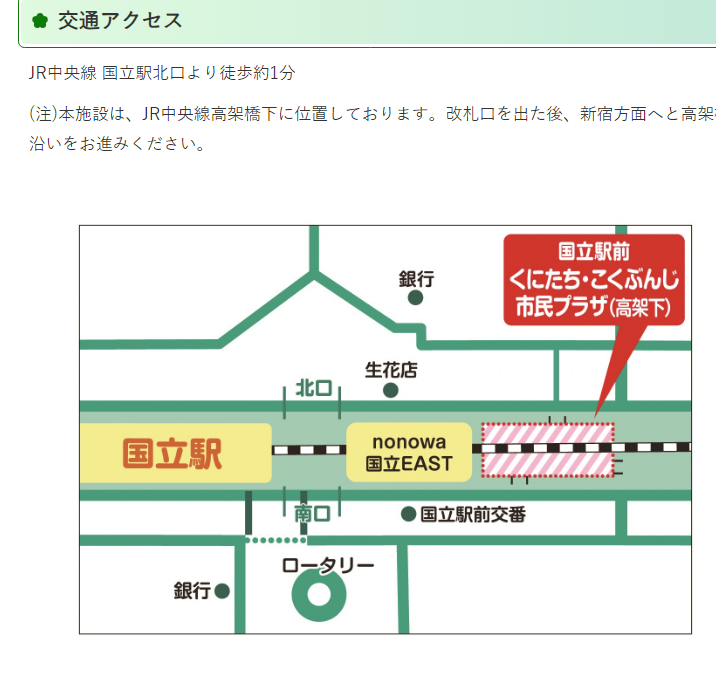 交通アクセス
JR中央線 国立駅北口より徒歩約1分
(注)本施設は、JR中央線高架橋下に位置しております。改札口を出た後、新宿方面へと高架
沿いをお進みください。
国立駅前
くにたち・こくぶんじ
市民プラザ(高架下)
銀行
生花店
北口
国立駅
nonowa
国立EAST
南口
国立駅前交番
ロータリー
銀行